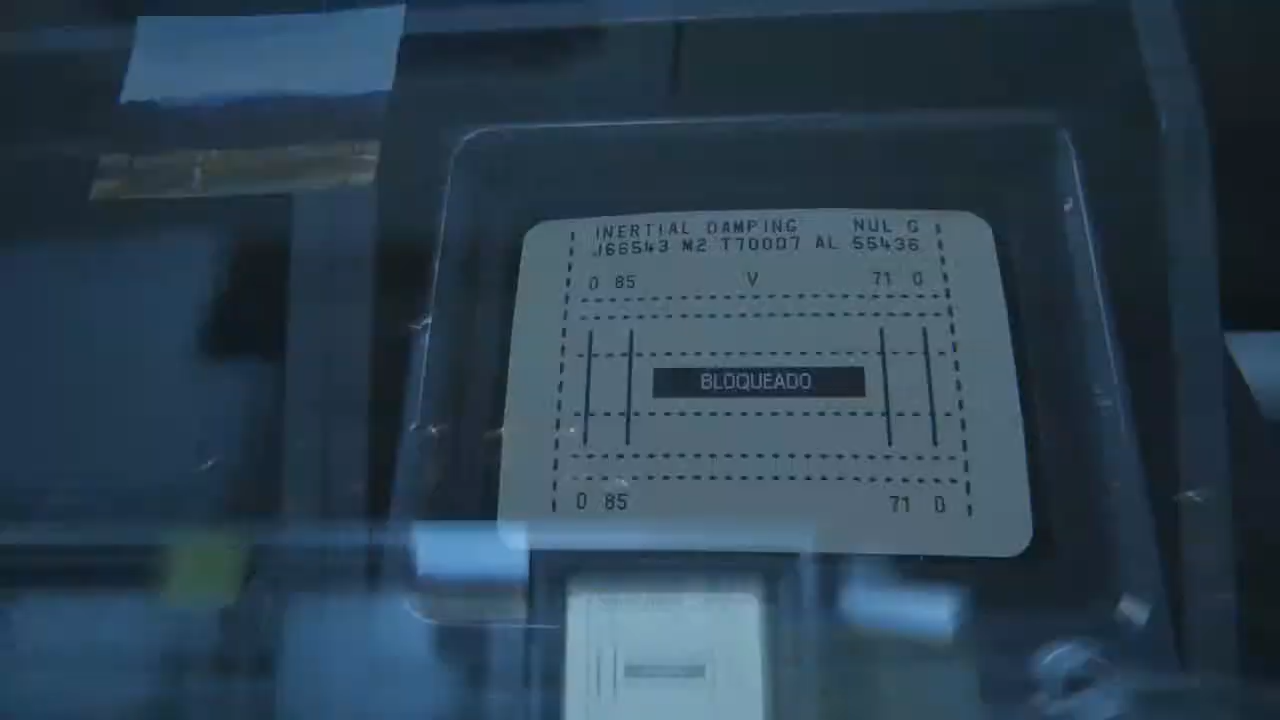 INERTIAL DAMPING NUL G
J66543 M2 T70007 AL 55436
0 85 V 71 0
BLOQUEADO
0 85 71 0